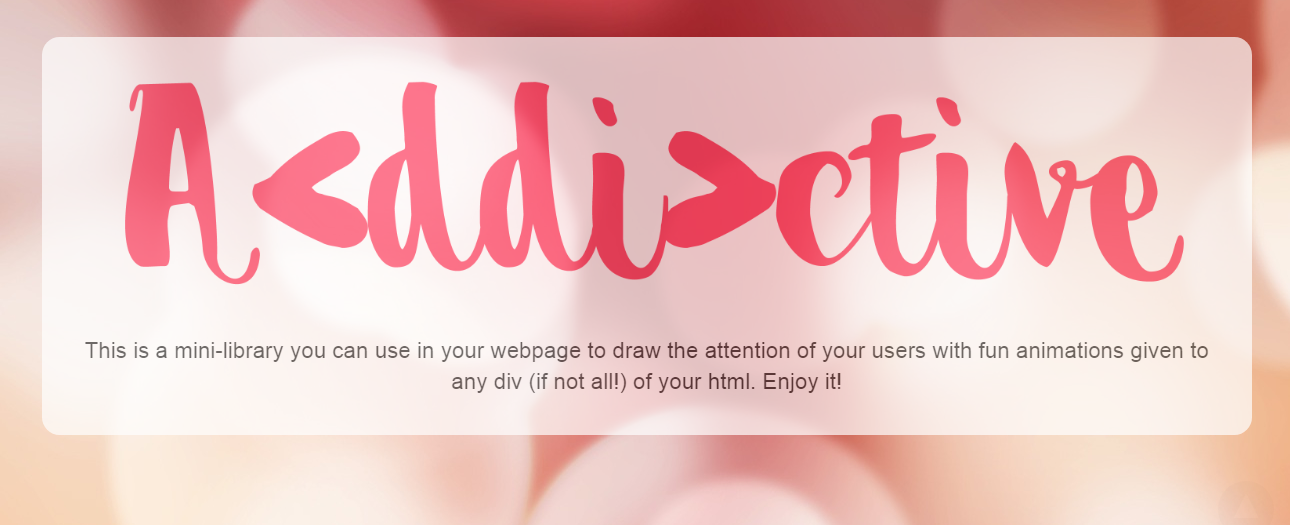 A<ddi>ctive
This is a mini-library you can use in your webpage to draw the attention of your users with fun animations given to
any div (if not all!) of your html. Enjoy it!